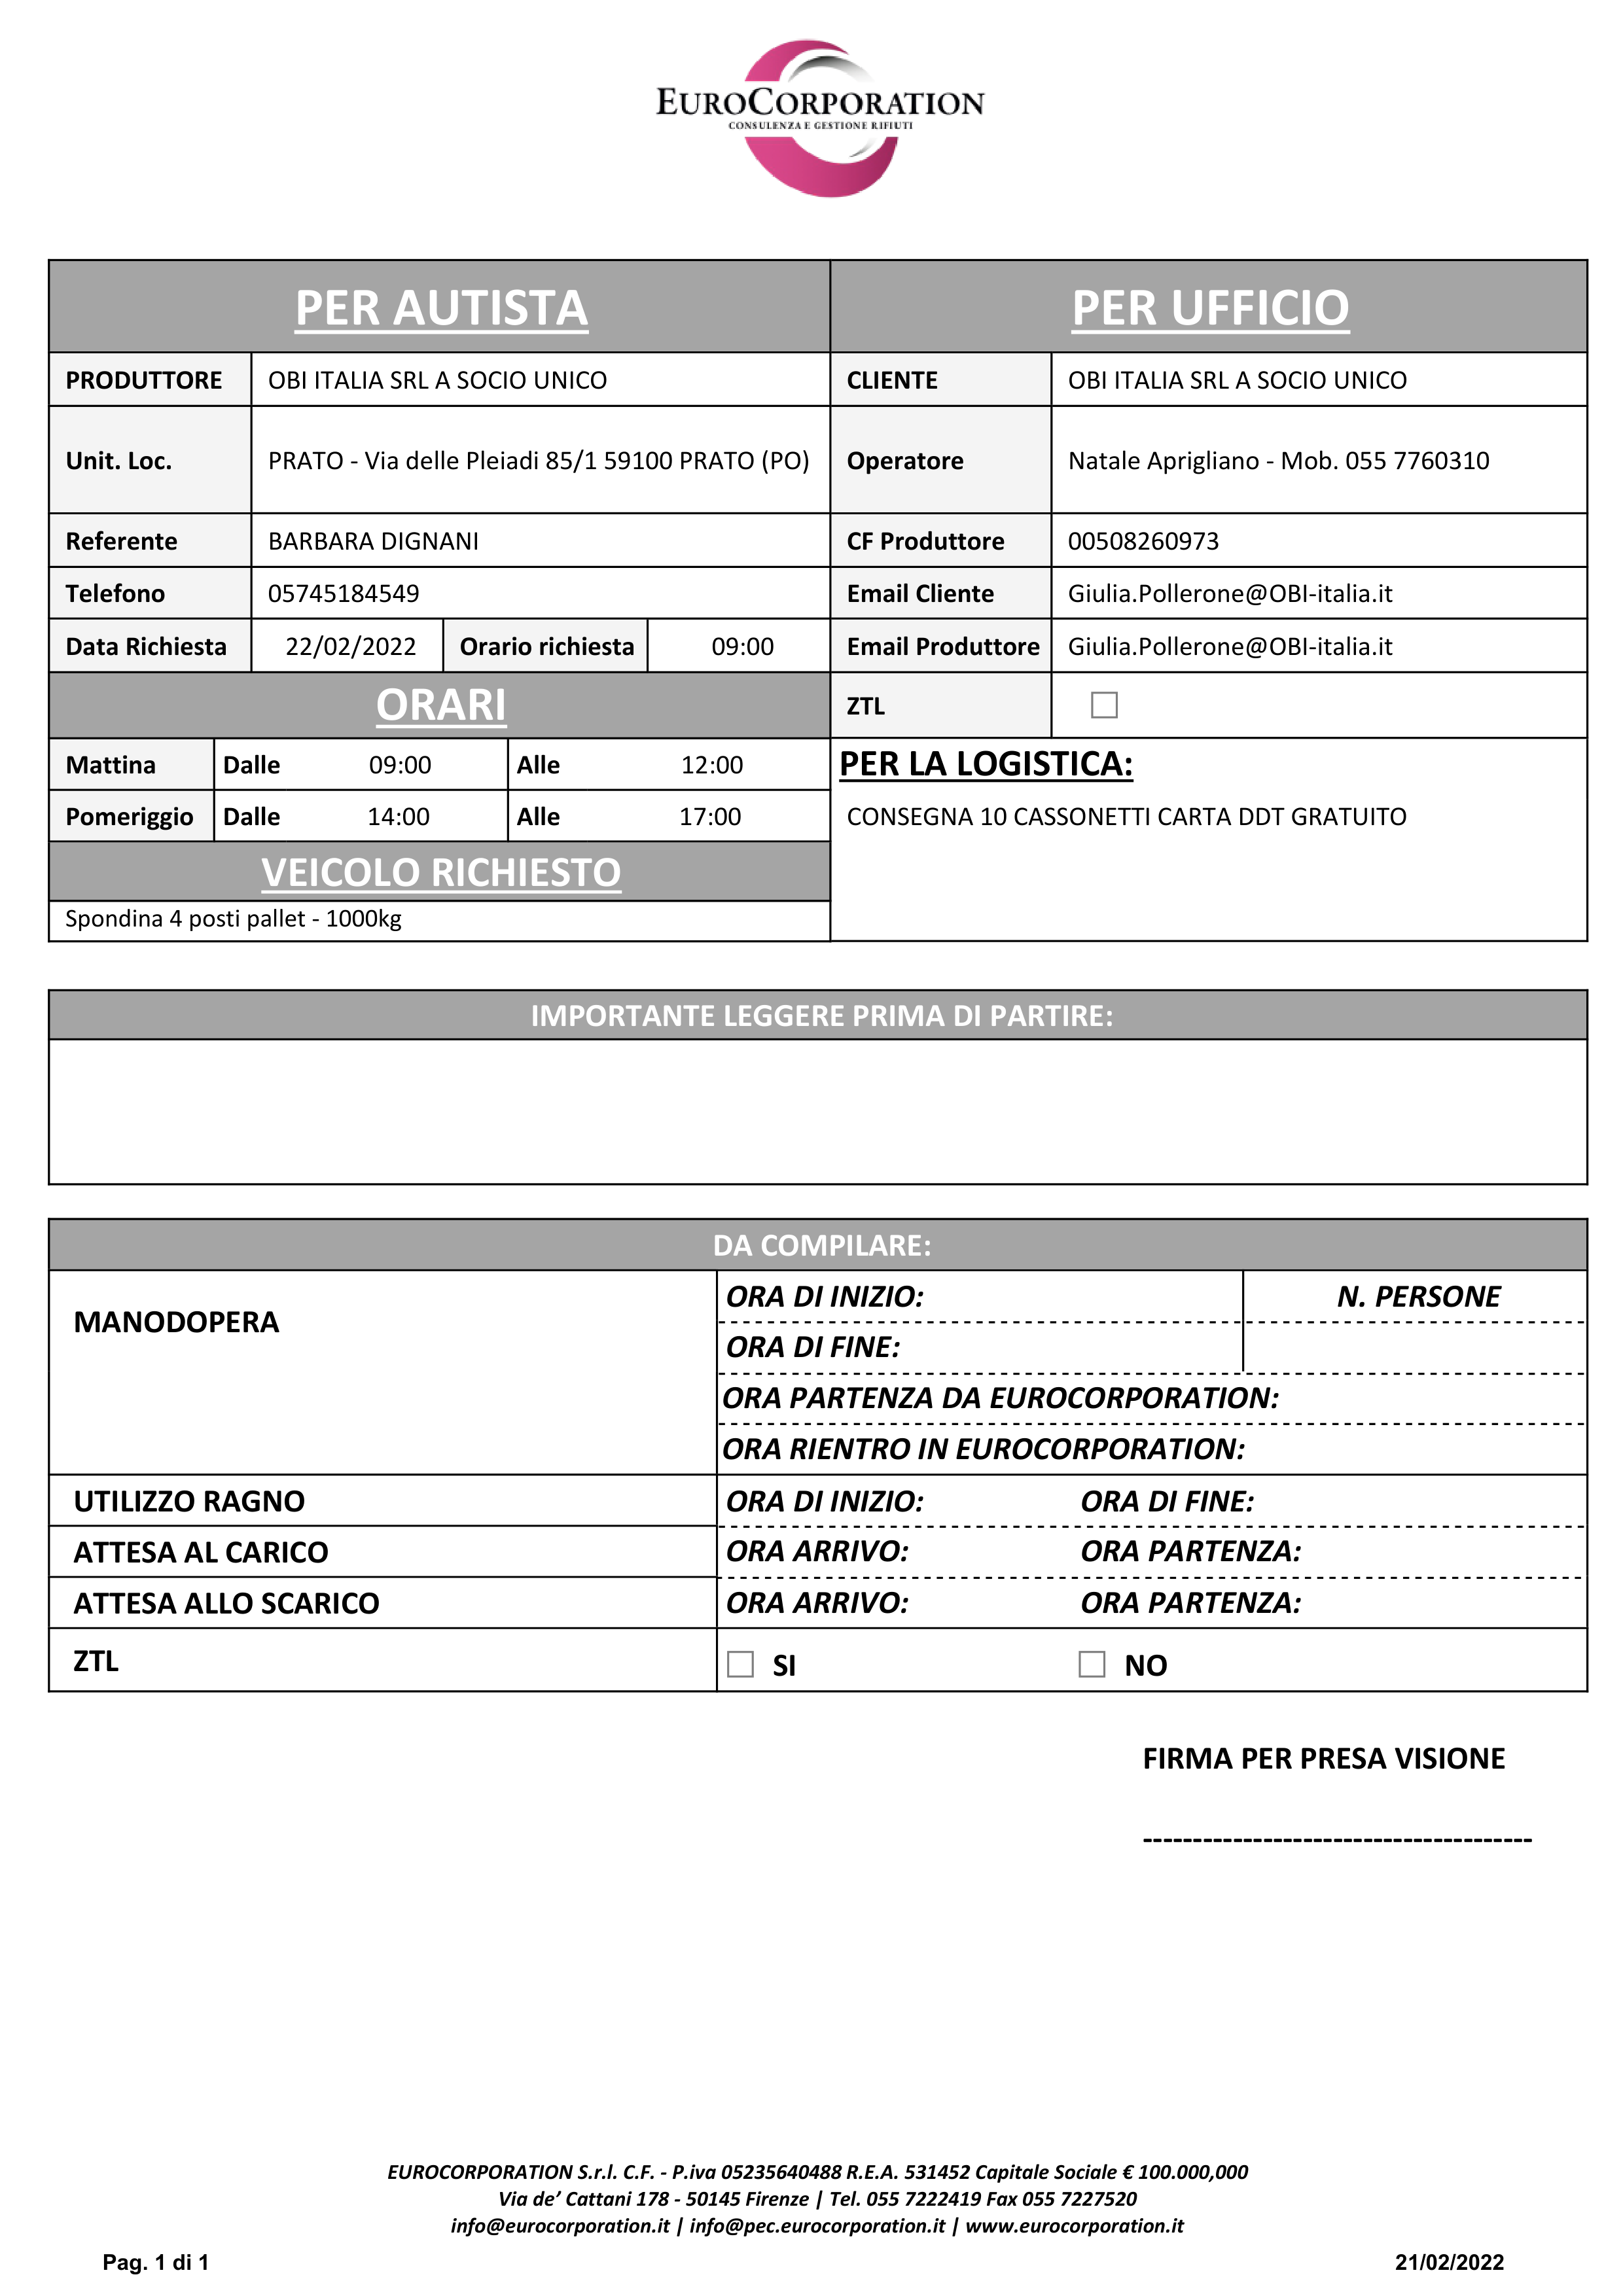 EUROCORPORATION
CONSULENZA E GESTIONE RIFIUTI
PER AUTISTA
PER UFFICIO
PRODUTTORE OBI ITALIA SRL A SOCIO UNICO
CLIENTE OBI ITALIA SRL A SOCIO UNICO
Unit. Loc. PRATO - Via delle Pleiadi 85/1 59100 PRATO (PO)
Operatore Natale Aprigliano - Mob. 055 7760310
Referente BARBARA DIGNANI
CF Produttore 00508260973
Telefono 05745184549
Email Cliente Giulia.Pollerone@OBI-italia.it
Data Richiesta 22/02/2022 Orario richiesta 09:00
Email Produttore Giulia.Pollerone@OBI-italia.it
ORARI
ZTL
Mattina Dalle 09:00 Alle 12:00
PER LA LOGISTICA:
Pomeriggio Dalle 14:00 Alle 17:00
CONSEGNA 10 CASSONETTI CARTA DDT GRATUITO
VEICOLO RICHIESTO
Spondina 4 posti pallet - 1000kg
IMPORTANTE LEGGERE PRIMA DI PARTIRE:
DA COMPILARE:
MANODOPERA
ORA DI INIZIO: N. PERSONE
ORA DI FINE:
ORA PARTENZA DA EUROCORPORATION:
ORA RIENTRO IN EUROCORPORATION:
UTILIZZO RAGNO ORA DI INIZIO: ORA DI FINE:
ATTESA AL CARICO ORA ARRIVO: ORA PARTENZA:
ATTESA ALLO SCARICO ORA ARRIVO: ORA PARTENZA:
ZTL SI NO
FIRMA PER PRESA VISIONE
---------------------------------------
EUROCORPORATION S.r.l. C.F. - P.iva 05235640488 R.E.A. 531452 Capitale Sociale € 100.000,000
Via de’ Cattani 178 - 50145 Firenze | Tel. 055 7222419 Fax 055 7227520
info@eurocorporation.it | info@pec.eurocorporation.it | www.eurocorporation.it
Pag. 1 di 1 21/02/2022